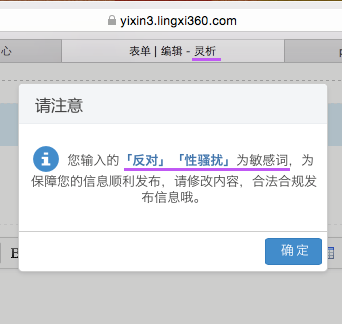 yixin3.lingxi360.com
心
表单 | 编辑 - 灵析
请注意
您输入的「反对」「性骚扰」为敏感词，为
保障您的信息顺利发布，请修改内容，合法合规发
布信息哦。
B
确 定